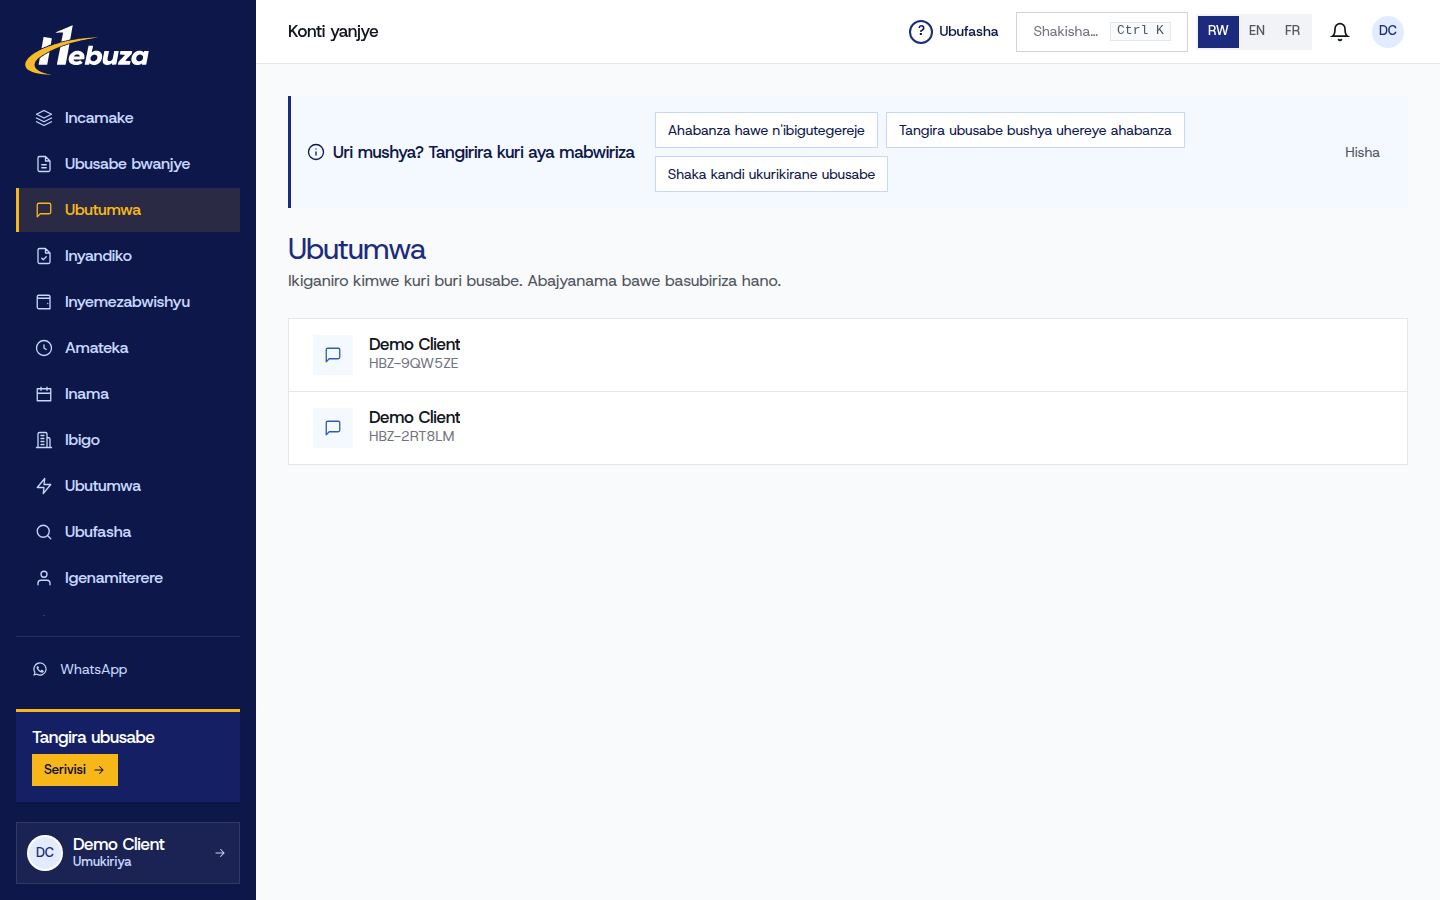 Hebuza
Incamake
Ubusabe bwanjye
Ubutumwa
Inyandiko
Inyemezabwishyu
Amateka
Inama
Ibigo
Ubutumwa
Ubufasha
Igenamiterere
WhatsApp
Tangira ubusabe
Serivisi
DC
Demo Client
Umukiriya
Konti yanjye
? Ubufasha
Shakisha... Ctrl K
RW EN FR
DC
Uri mushya? Tangirira kuri aya mabwiriza
Ahabanza hawe n'ibigutegereje
Tangira ubusabe bushya uhereye ahabanza
Shaka kandi ukurikirane ubusabe
Hisha
Ubutumwa
Ikiganiro kimwe kuri buri busabe. Abajyanama bawe basubiriza hano.
Demo Client
HBZ-9QW5ZE
Demo Client
HBZ-2RT8LM